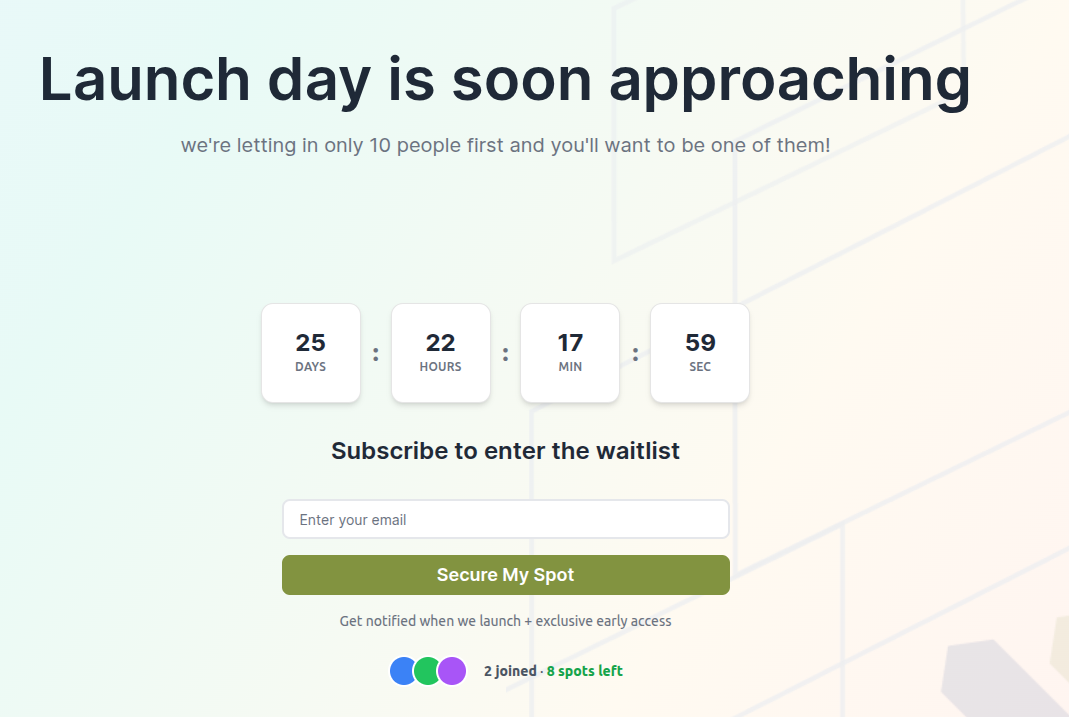 Launch day is soon approaching
we're letting in only 10 people first and you'll want to be one of them!
25 : 22 : 17 : 59
DAYS HOURS MIN SEC
Subscribe to enter the waitlist
Enter your email
Secure My Spot
Get notified when we launch + exclusive early access
2 joined · 8 spots left